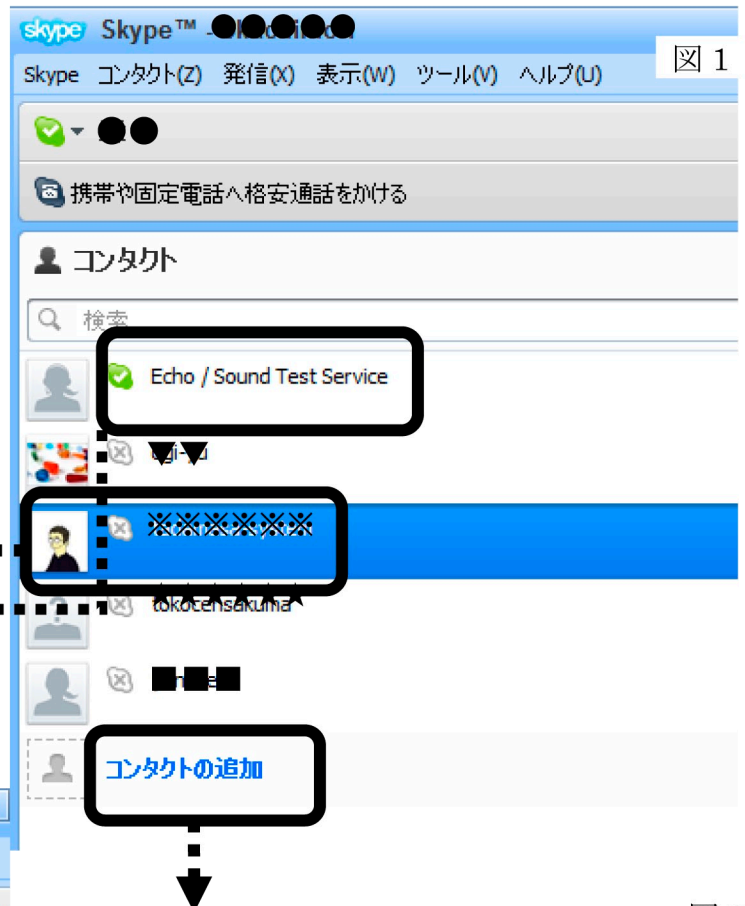 skype Skype™ -
図1
Skype コンタクト(Z) 発信(X) 表示(W) ツール(V) ヘルプ(U)
携帯や固定電話へ格安通話をかける
コンタクト
検索
Echo / Sound Test Service
tokocensakuma
コンタクトの追加